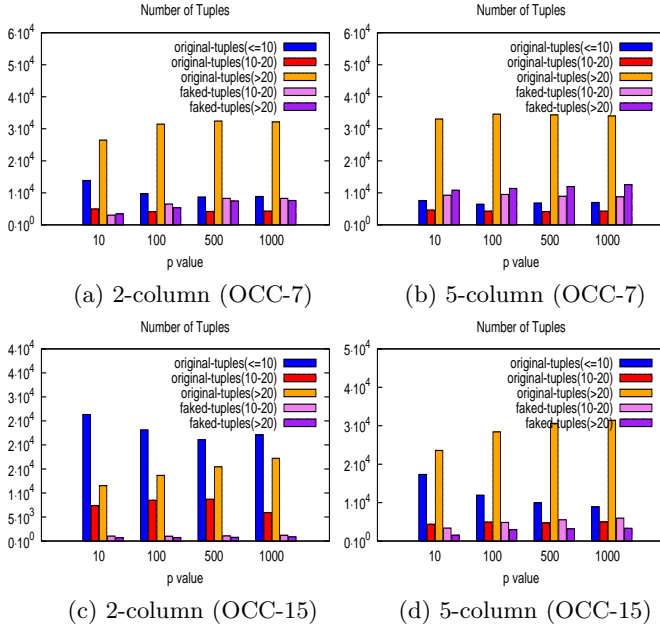 Number of Tuples
6·10⁴
5·10⁴
4·10⁴
3·10⁴
2·10⁴
1·10⁴
0·10⁰
original-tuples(<=10)
original-tuples(10-20)
original-tuples(>20)
faked-tuples(10-20)
faked-tuples(>20)
10 100 500 1000
p value
(a) 2-column (OCC-7)
Number of Tuples
6·10⁴
5·10⁴
4·10⁴
3·10⁴
2·10⁴
1·10⁴
0·10⁰
original-tuples(<=10)
original-tuples(10-20)
original-tuples(>20)
faked-tuples(10-20)
faked-tuples(>20)
10 100 500 1000
p value
(b) 5-column (OCC-7)
Number of Tuples
4·10⁴
4·10⁴
3·10⁴
2·10⁴
2·10⁴
2·10⁴
1·10⁴
5·10³
0·10⁰
original-tuples(<=10)
original-tuples(10-20)
original-tuples(>20)
faked-tuples(10-20)
faked-tuples(>20)
10 100 500 1000
p value
(c) 2-column (OCC-15)
Number of Tuples
5·10⁴
4·10⁴
3·10⁴
2·10⁴
1·10⁴
0·10⁰
original-tuples(<=10)
original-tuples(10-20)
original-tuples(>20)
faked-tuples(10-20)
faked-tuples(>20)
10 100 500 1000
p value
(d) 5-column (OCC-15)